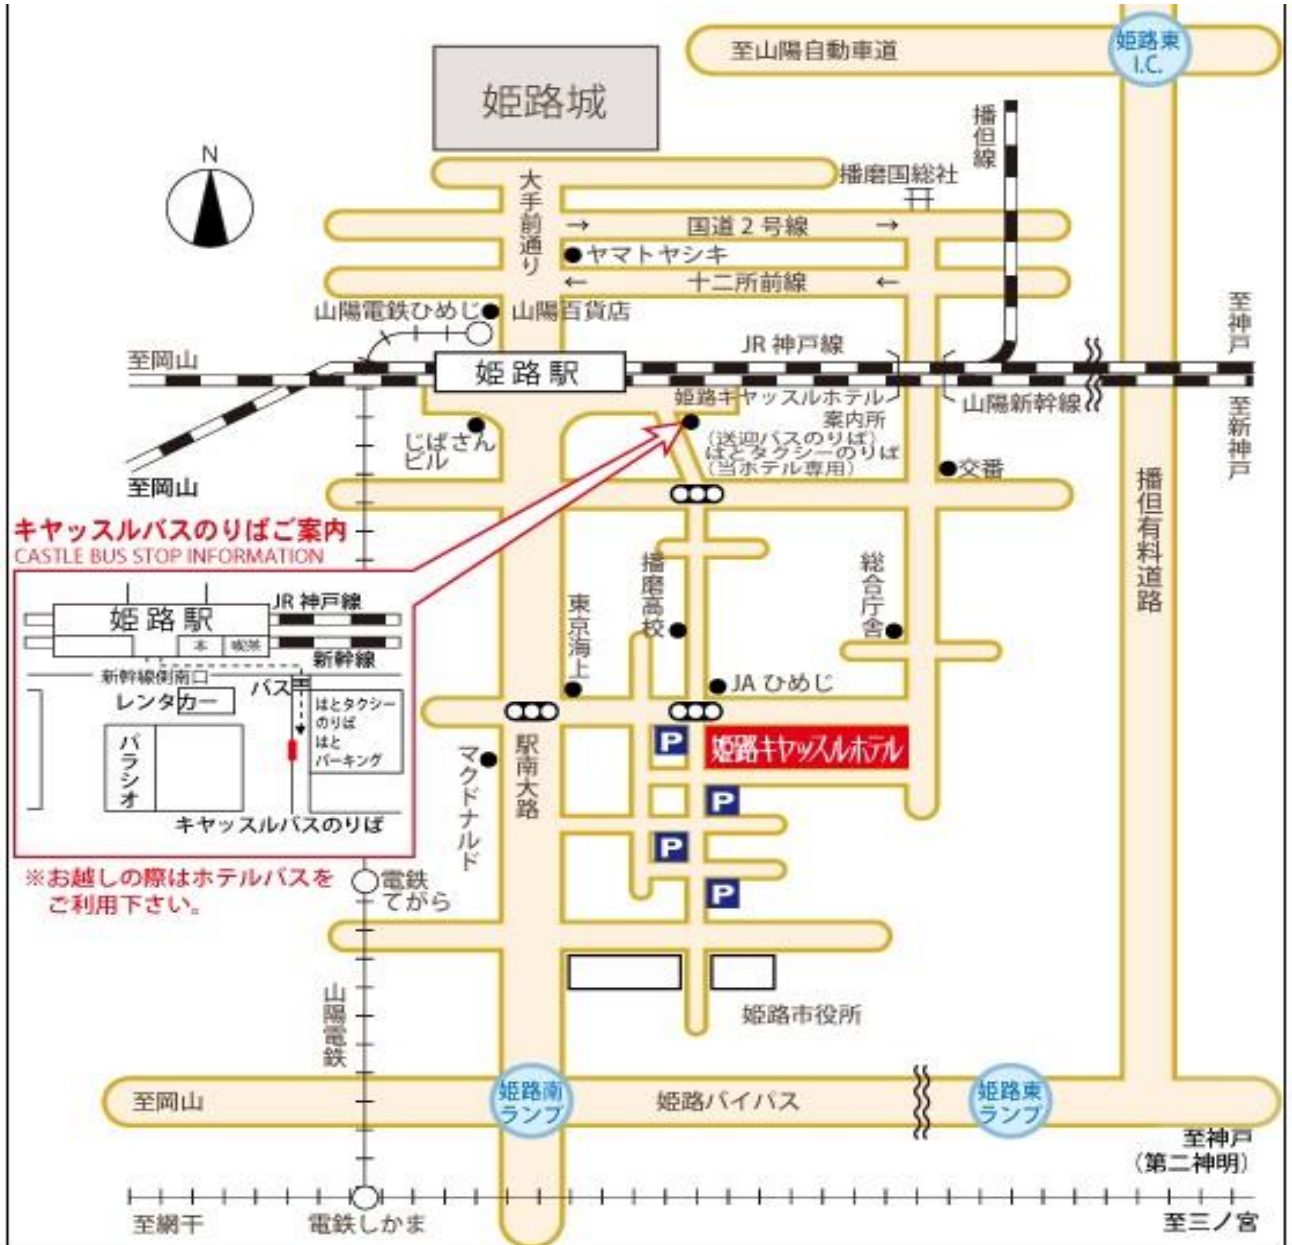 至山陽自動車道
姫路東
I.C.
姫路城
N
大手前通り
播磨国総社
播但線
→ 国道2号線 →
ヤマトヤシキ
← 十二所前線 ←
山陽電鉄ひめじ
山陽百貨店
至岡山
姫路駅
JR 神戸線
至神戸
姫路キャッスルホテル
案内所
(送迎バスのりば)
はとタクシーのりば
(当ホテル専用)
山陽新幹線
至新神戸
じばさん
ビル
至岡山
交番
播但有料道路
キヤッスルバスのりばご案内
CASTLE BUS STOP INFORMATION
姫路駅
JR 神戸線
本
喫茶
新幹線
新幹線側南口
レンタカー
バス
はとタクシー
のりば
はと
パーキング
パラシオ
キヤッスルバスのりば
※お越しの際はホテルバスを
ご利用下さい。
播磨高校
総合庁舎
東京海上
JA ひめじ
P
姫路キヤッスルホテル
マクドナルド
駅南大路
P
P
P
電鉄
てがら
山陽電鉄
姫路市役所
至岡山
姫路南
ランプ
姫路バイパス
姫路東
ランプ
至神戸
(第二神明)
至網干
電鉄しかま
至三ノ宮